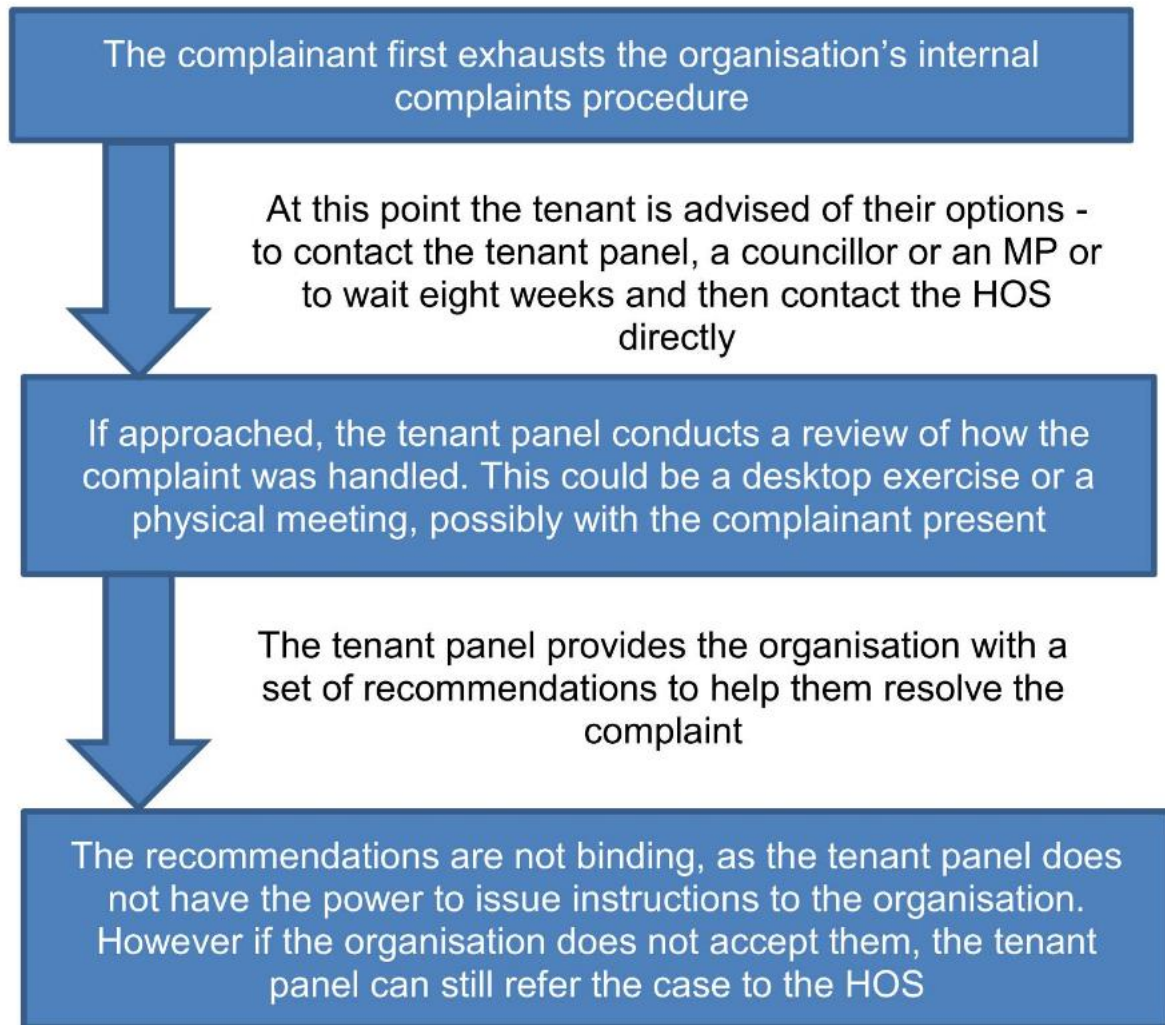 The complainant first exhausts the organisation’s internal
complaints procedure
At this point the tenant is advised of their options -
to contact the tenant panel, a councillor or an MP or
to wait eight weeks and then contact the HOS
directly
If approached, the tenant panel conducts a review of how the
complaint was handled. This could be a desktop exercise or a
physical meeting, possibly with the complainant present
The tenant panel provides the organisation with a
set of recommendations to help them resolve the
complaint
The recommendations are not binding, as the tenant panel does
not have the power to issue instructions to the organisation.
However if the organisation does not accept them, the tenant
panel can still refer the case to the HOS